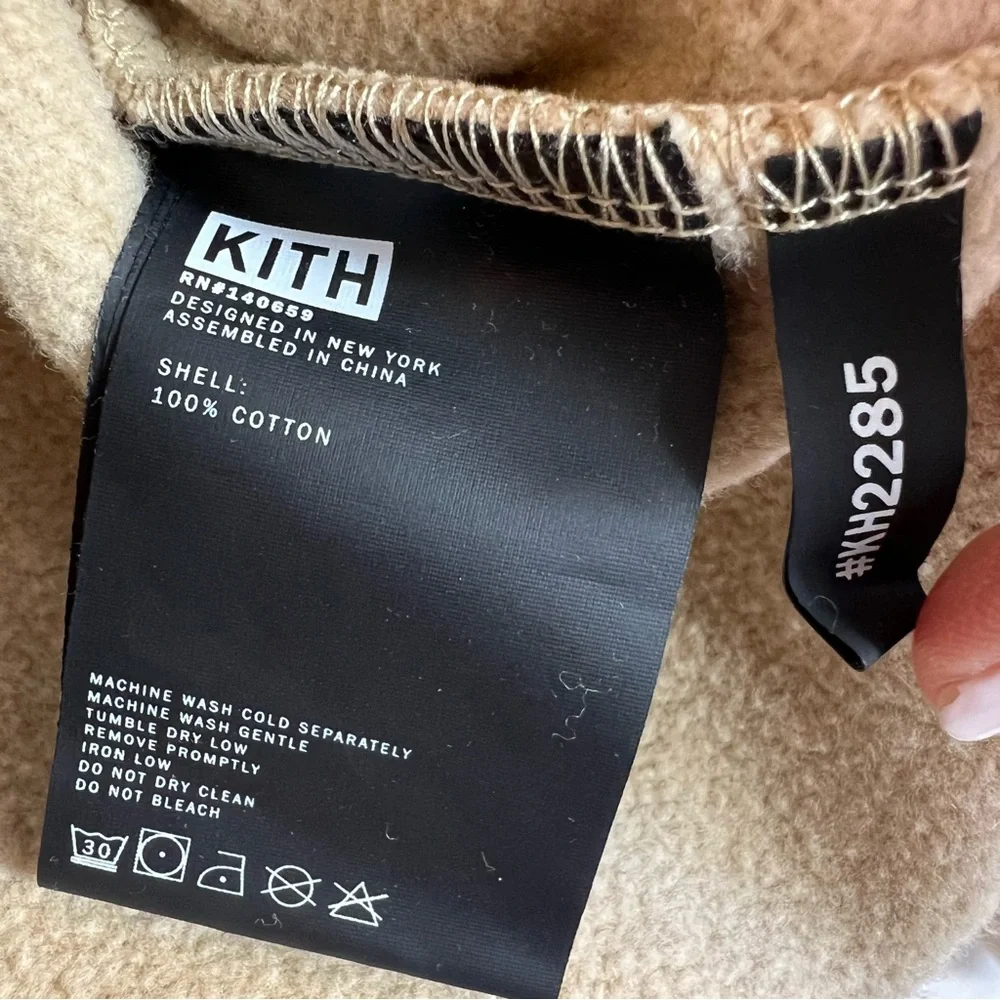 KITH
RN#140659
DESIGNED IN NEW YORK
ASSEMBLED IN CHINA
SHELL:
100% COTTON
MACHINE WASH COLD SEPARATELY
MACHINE WASH GENTLE
TUMBLE DRY LOW
REMOVE PROMPTLY
IRON LOW
DO NOT DRY CLEAN
DO NOT BLEACH
30
#KH2285